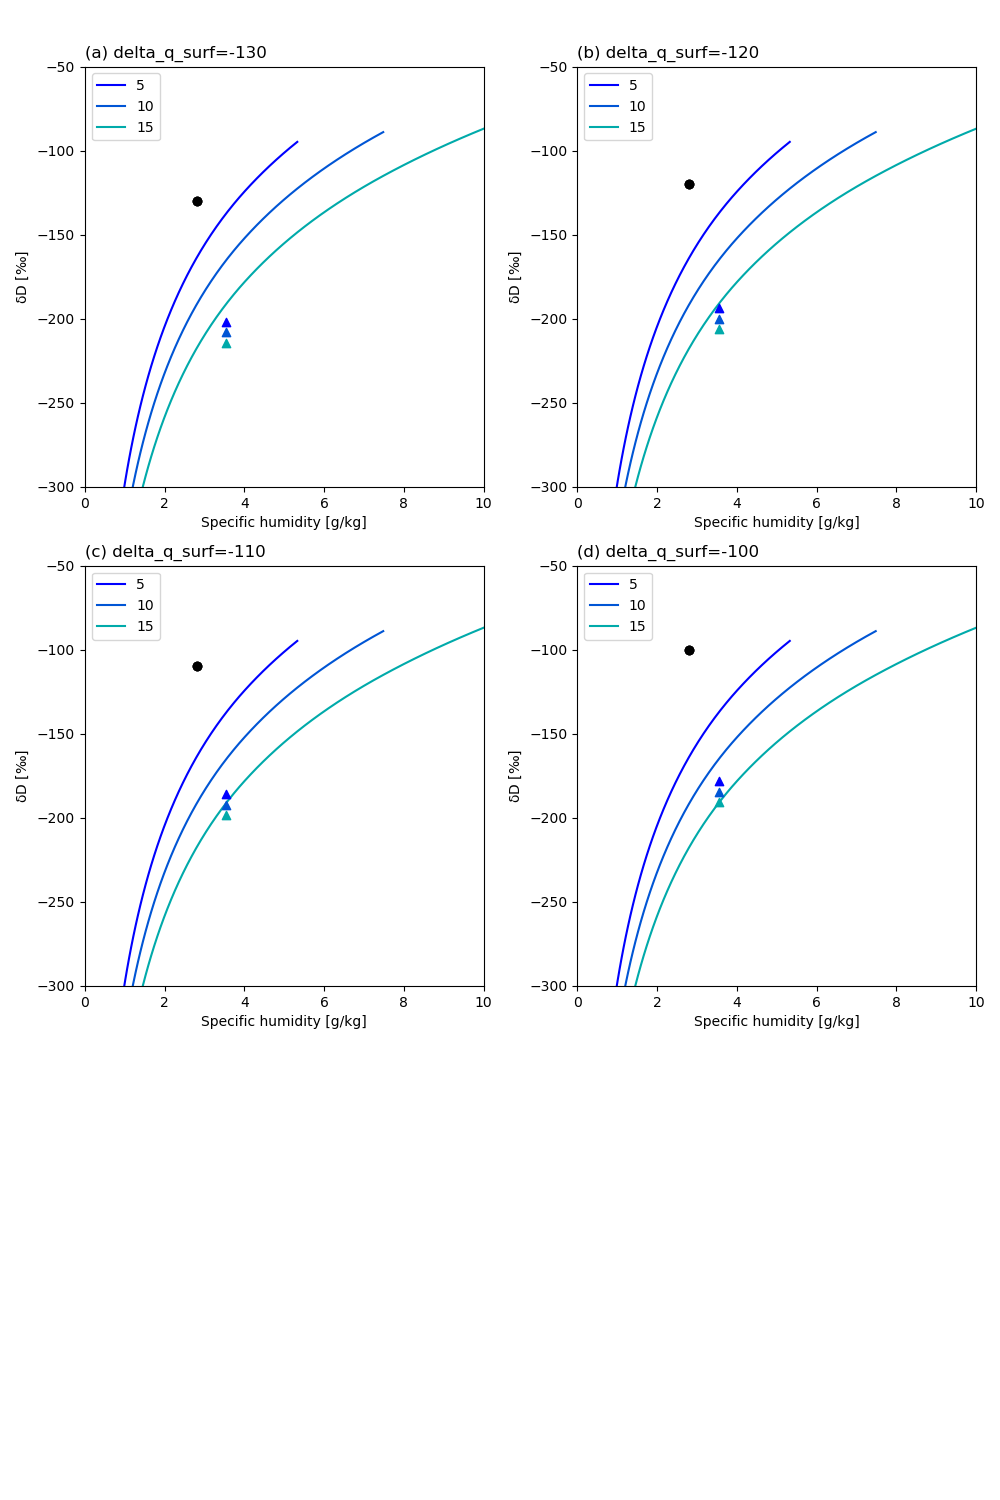 (a) delta_q_surf=-130
−50
−100
−150
−200
−250
−300
δD [‰]
5
10
15
0 2 4 6 8 10
Specific humidity [g/kg]
(b) delta_q_surf=-120
−50
−100
−150
−200
−250
−300
δD [‰]
5
10
15
0 2 4 6 8 10
Specific humidity [g/kg]
(c) delta_q_surf=-110
−50
−100
−150
−200
−250
−300
δD [‰]
5
10
15
0 2 4 6 8 10
Specific humidity [g/kg]
(d) delta_q_surf=-100
−50
−100
−150
−200
−250
−300
δD [‰]
5
10
15
0 2 4 6 8 10
Specific humidity [g/kg]